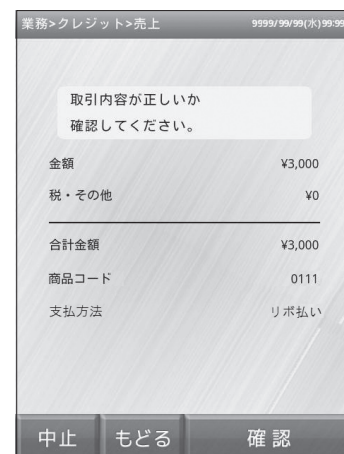 業務>クレジット>売上 9999/99/99(水)99:99
取引内容が正しいか
確認してください。
金額 ¥3,000
税・その他 ¥0
合計金額 ¥3,000
商品コード 0111
支払方法 リボ払い
中止 もどる 確認